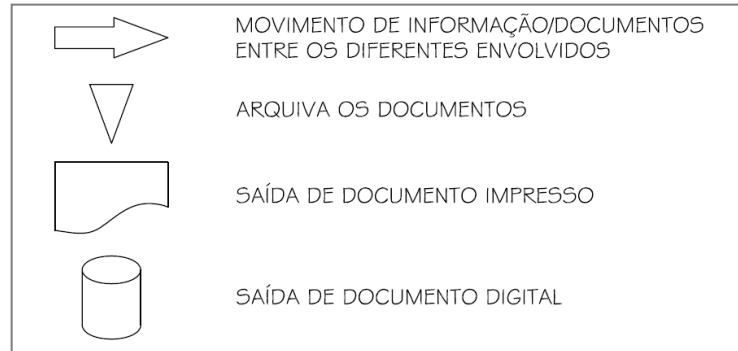 MOVIMENTO DE INFORMAÇÃO/DOCUMENTOS
ENTRE OS DIFERENTES ENVOLVIDOS
ARQUIVA OS DOCUMENTOS
SAÍDA DE DOCUMENTO IMPRESSO
SAÍDA DE DOCUMENTO DIGITAL